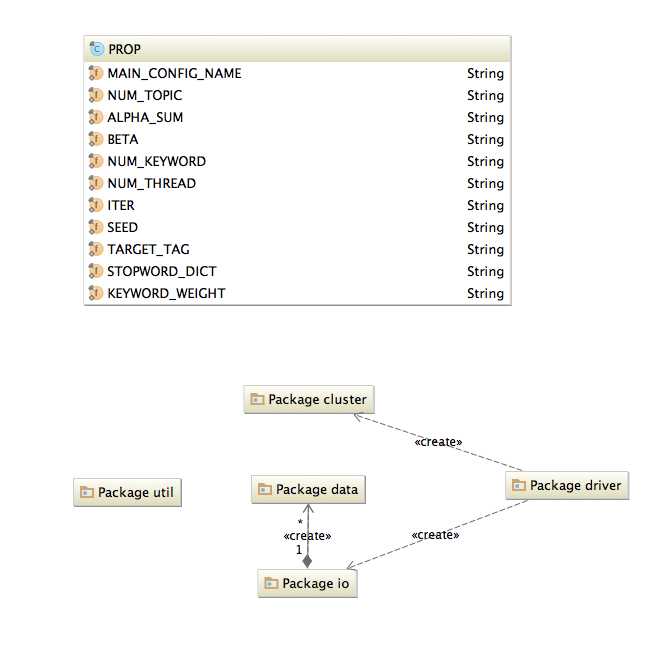 PROP
MAIN_CONFIG_NAME String
NUM_TOPIC String
ALPHA_SUM String
BETA String
NUM_KEYWORD String
NUM_THREAD String
ITER String
SEED String
TARGET_TAG String
STOPWORD_DICT String
KEYWORD_WEIGHT String
Package cluster
«create»
Package util
Package data
Package driver
*
«create»
1
«create»
Package io